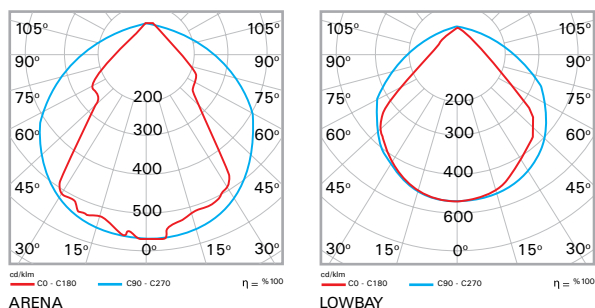 105° 105° 105° 105°
90° 90° 90° 90°
75° 200 75° 75° 200 75°
60° 300 60° 60° 300 60°
400 400
45° 45° 45° 45°
500 600
30° 15° 0° 15° 30° 30° 15° 0° 15° 30°
cd/klm cd/klm
C0 - C180 C90 - C270 η = %100 C0 - C180 C90 - C270 η = %100
ARENA LOWBAY